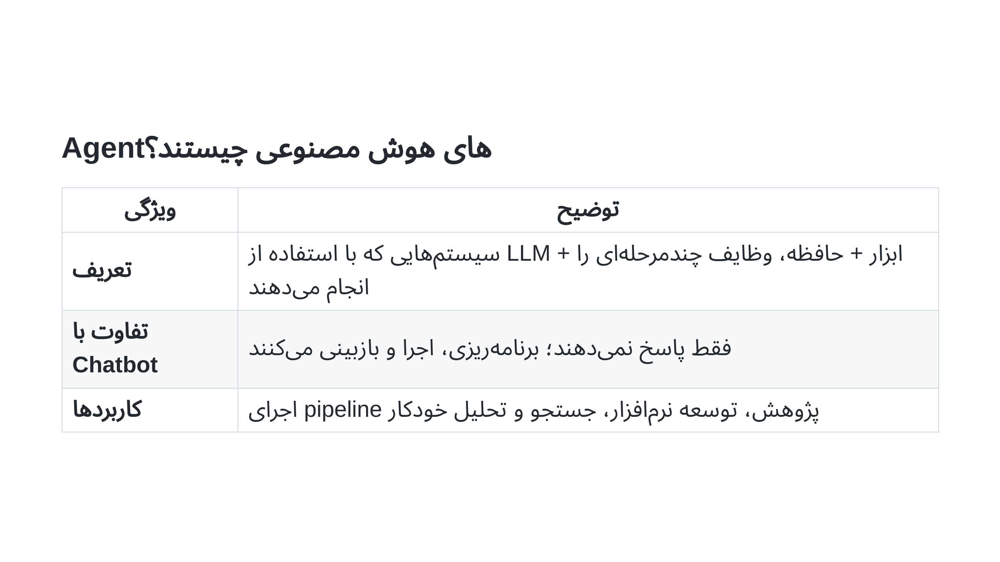 Agentهای هوش مصنوعی چیستند؟
ویژگی
توضیح
تعریف
سیستم‌هایی که با استفاده از LLM + ابزار + حافظه، وظایف چندمرحله‌ای را
انجام می‌دهند
تفاوت با
Chatbot
فقط پاسخ نمی‌دهند؛ برنامه‌ریزی، اجرا و بازبینی می‌کنند
کاربردها
پژوهش، توسعه نرم‌افزار، جستجو و تحلیل خودکار pipeline اجرای